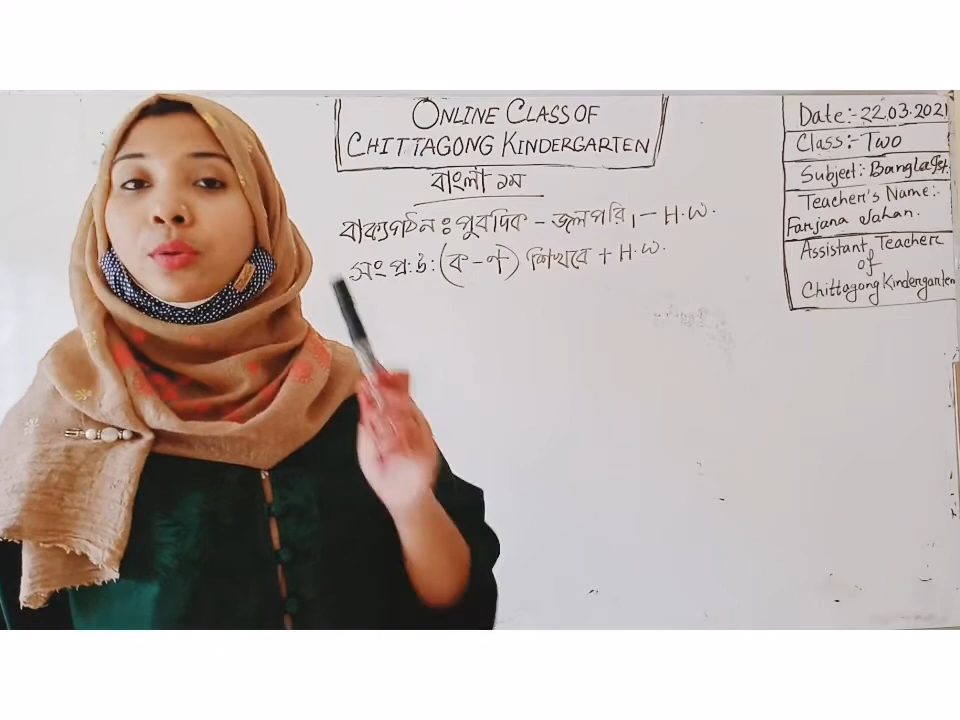 ONLINE CLASS OF
CHITTAGONG KINDERGARTEN
বাংলা ১ম
বাক্যগঠন ঃ পুবদিক - জলপরি। - H.W.
সংপ্র: উ: (ক - ণ) শিখবে + H.W.
Date:- 22.03.2021
Class:- Two
Subject: Bangla 1st.
Teacher's Name:-
Farjana Jahan.
Assistant Teacher
of
Chittagong Kindergarten